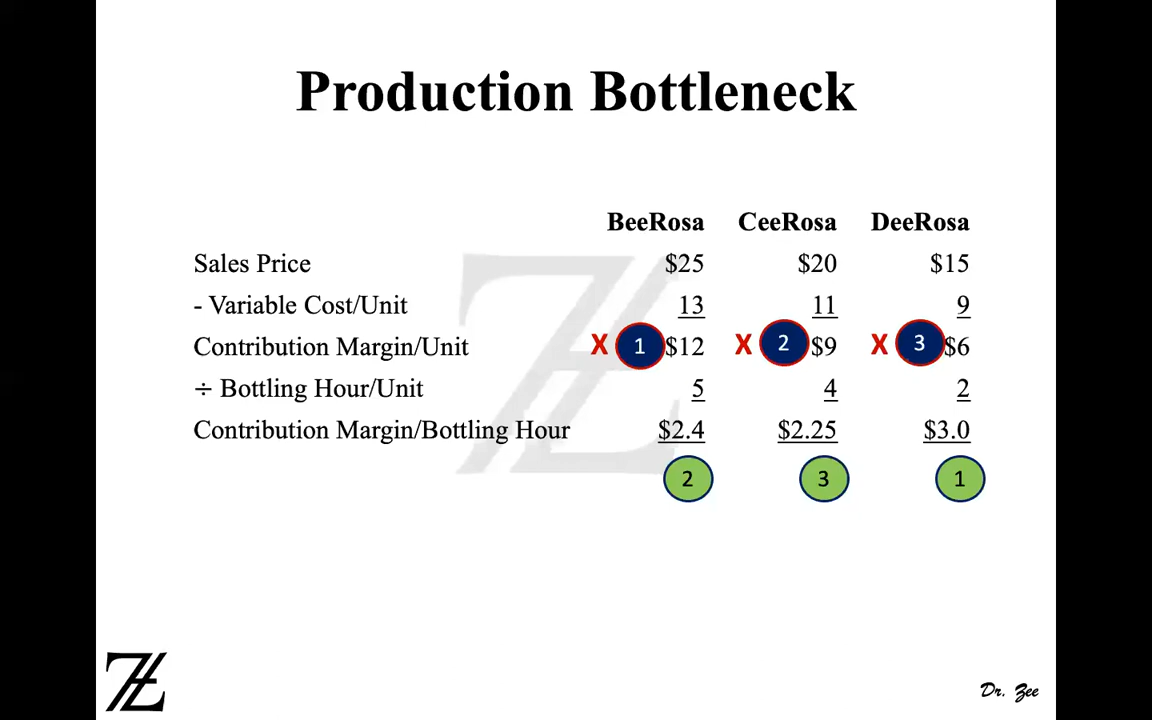 Production Bottleneck
BeeRosa CeeRosa DeeRosa
Sales Price $25 $20 $15
- Variable Cost/Unit 13 11 9
Contribution Margin/Unit X 1 $12 X 2 $9 X 3 $6
÷ Bottling Hour/Unit 5 4 2
Contribution Margin/Bottling Hour $2.4 $2.25 $3.0
2 3 1
Dr. Zee